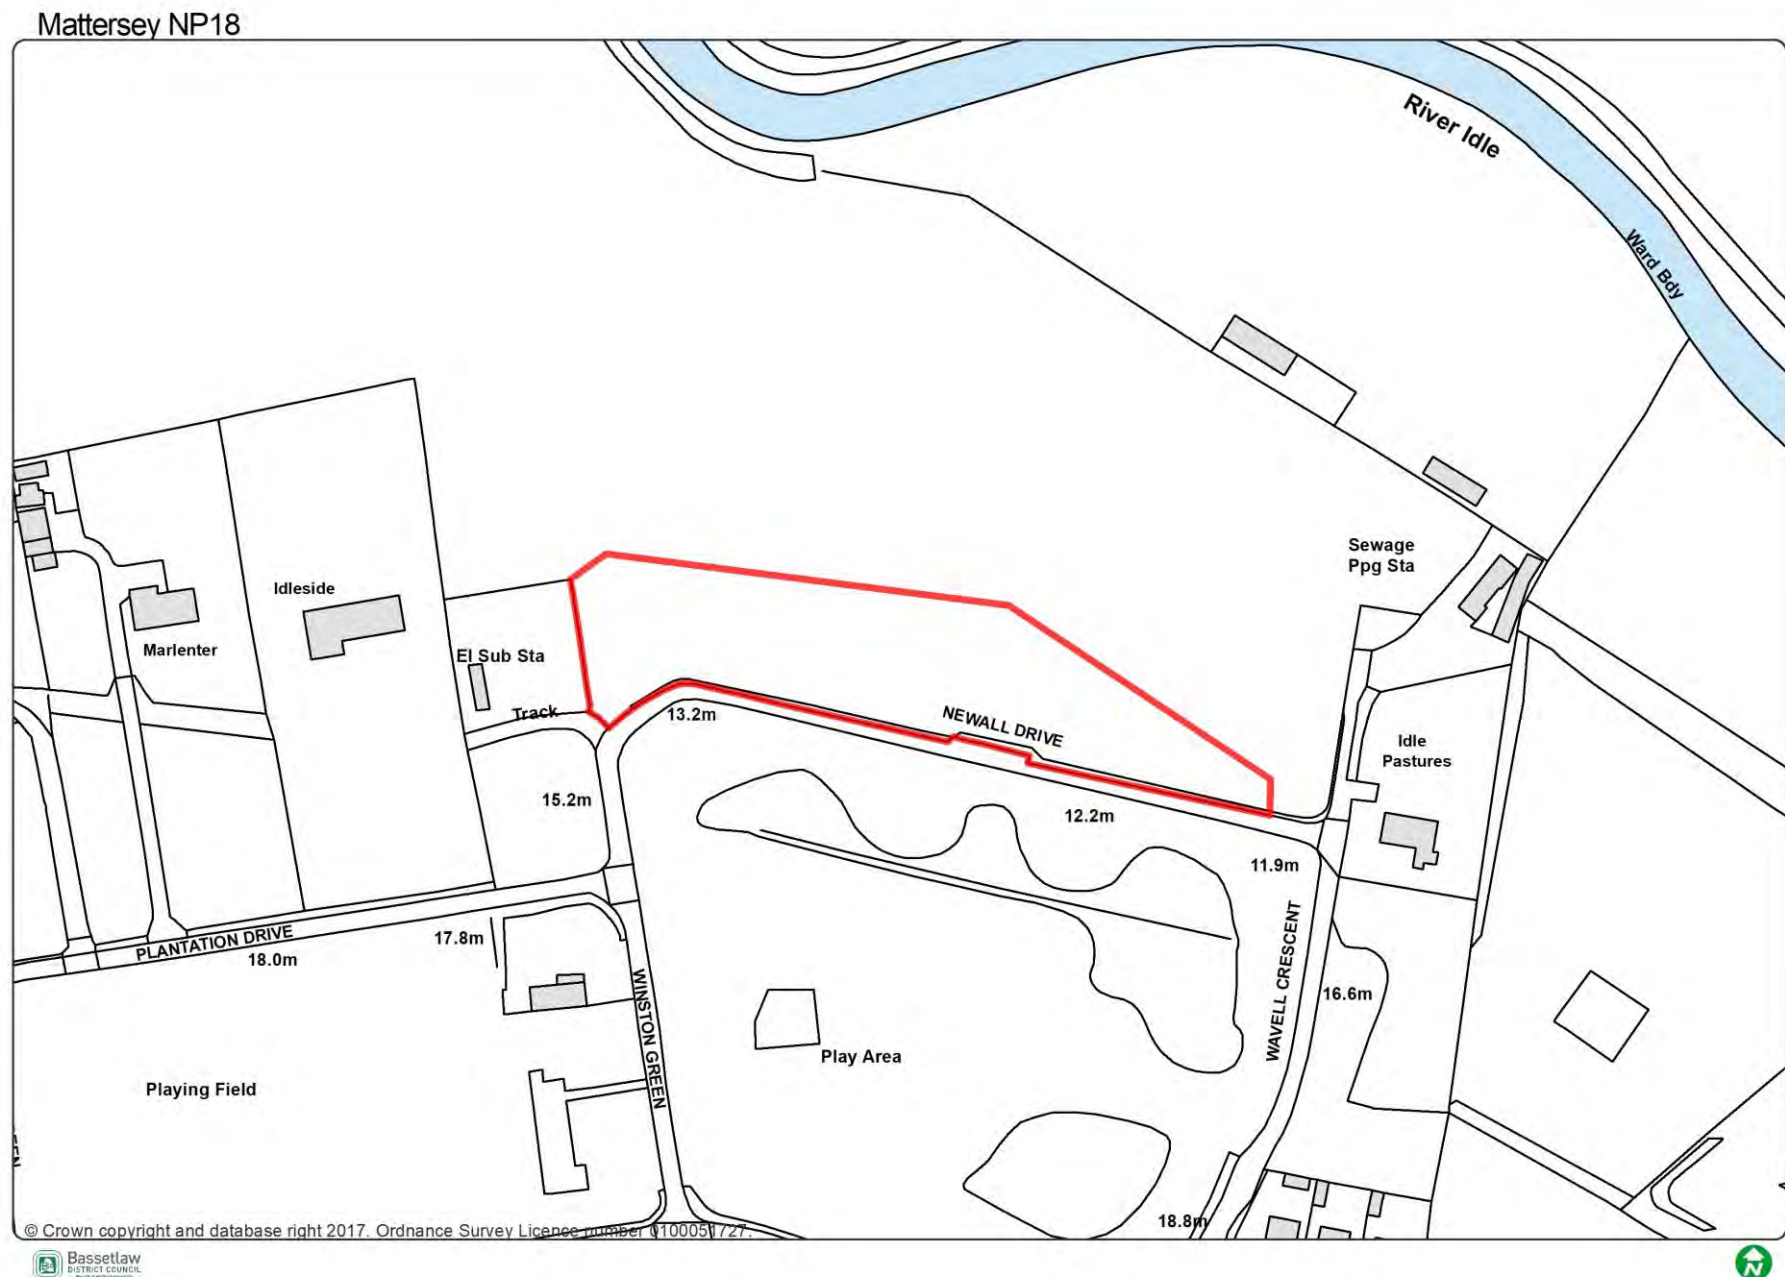 Mattersey NP18
River Idle
Ward Bdy
Sewage
Ppg Sta
Idleside
Marlenter
El Sub Sta
Track
13.2m
NEWALL DRIVE
Idle
Pastures
15.2m
12.2m
11.9m
PLANTATION DRIVE
18.0m
17.8m
WINSTON GREEN
WAVELL CRESCENT
16.6m
Play Area
Playing Field
18.8m
© Crown copyright and database right 2017. Ordnance Survey Licence number 0100051727.
Bassetlaw
DISTRICT COUNCIL
N